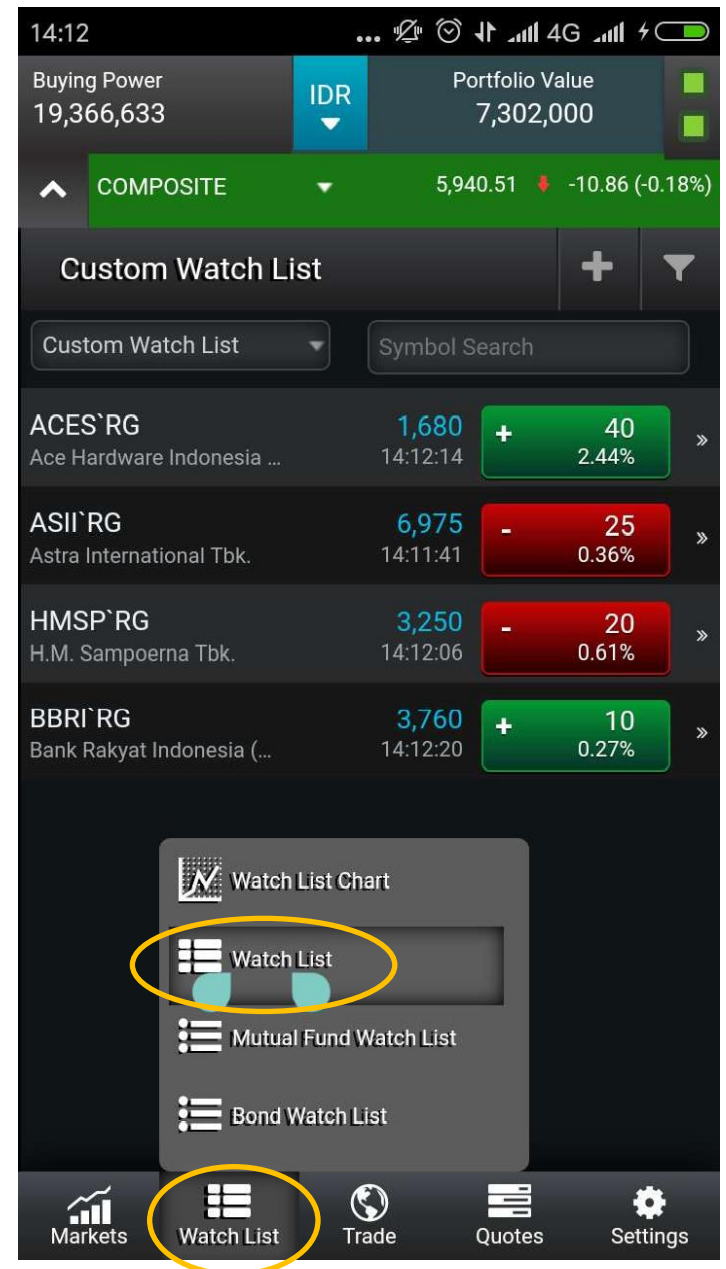 14:12 ... 4G
Buying Power IDR Portfolio Value
19,366,633 7,302,000
COMPOSITE 5,940.51 -10.86 (-0.18%)
Custom Watch List +
Custom Watch List Symbol Search
ACES`RG 1,680 + 40 »
Ace Hardware Indonesia ... 14:12:14 2.44%
ASII`RG 6,975 - 25 »
Astra International Tbk. 14:11:41 0.36%
HMSP`RG 3,250 - 20 »
H.M. Sampoerna Tbk. 14:12:06 0.61%
BBRI`RG 3,760 + 10 »
Bank Rakyat Indonesia (... 14:12:20 0.27%
Watch List Chart
Watch List
Mutual Fund Watch List
Bond Watch List
Markets Watch List Trade Quotes Settings